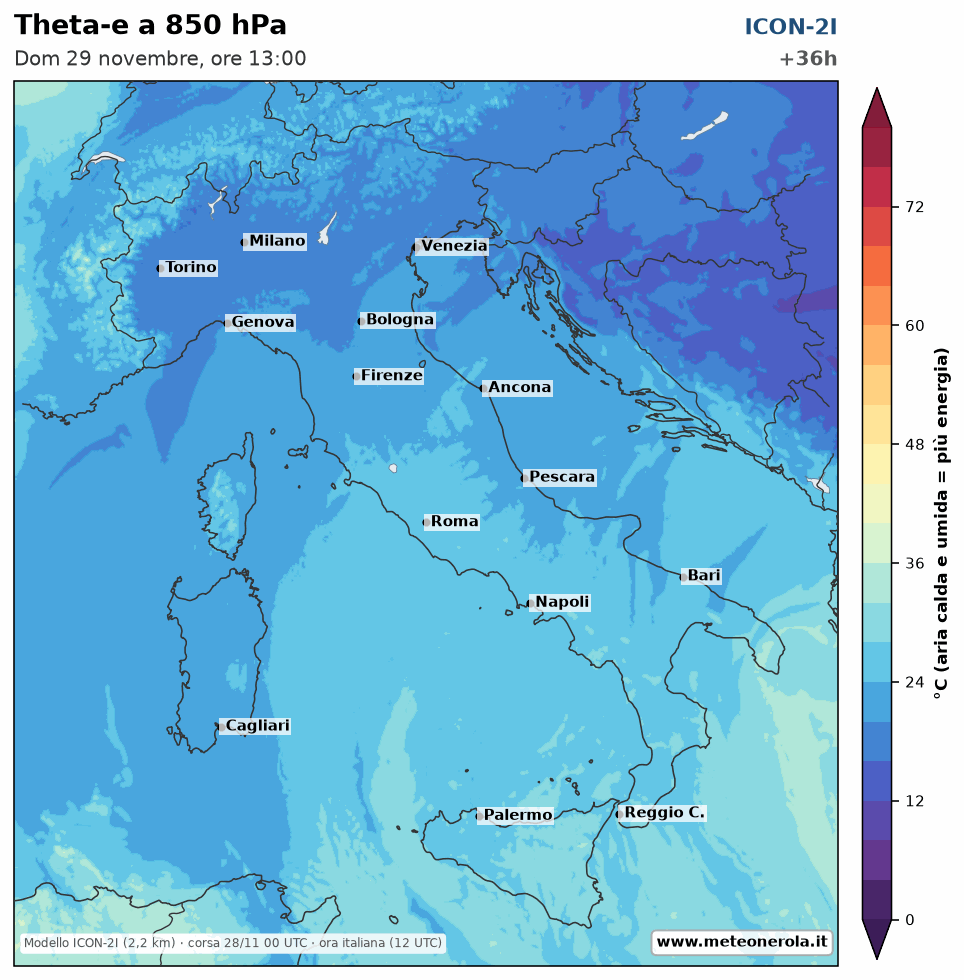 Theta-e a 850 hPa
ICON-2I
Dom 29 novembre, ore 13:00
+36h
Milano
Venezia
Torino
Genova
Bologna
Firenze
Ancona
Pescara
Roma
Bari
Napoli
Cagliari
Palermo
Reggio C.
72
60
48
36
24
12
0
°C (aria calda e umida = più energia)
Modello ICON-2I (2,2 km) · corsa 28/11 00 UTC · ora italiana (12 UTC)
www.meteonerola.it